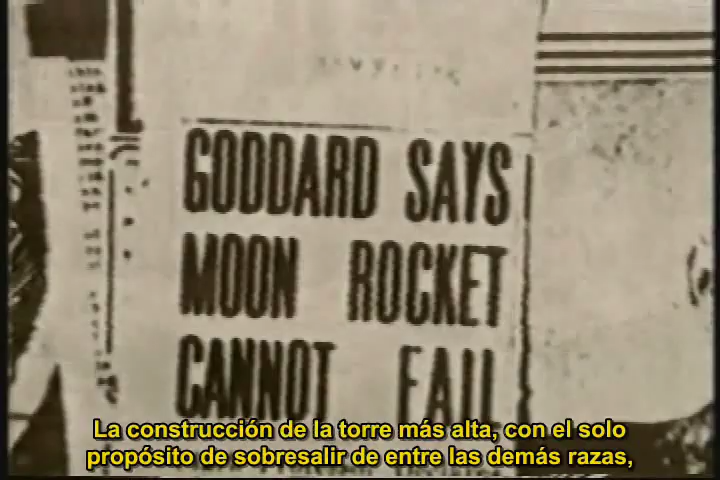 GODDARD SAYS
MOON ROCKET
CANNOT FAIL
La construcción de la torre más alta, con el solo
propósito de sobresalir de entre las demás razas,